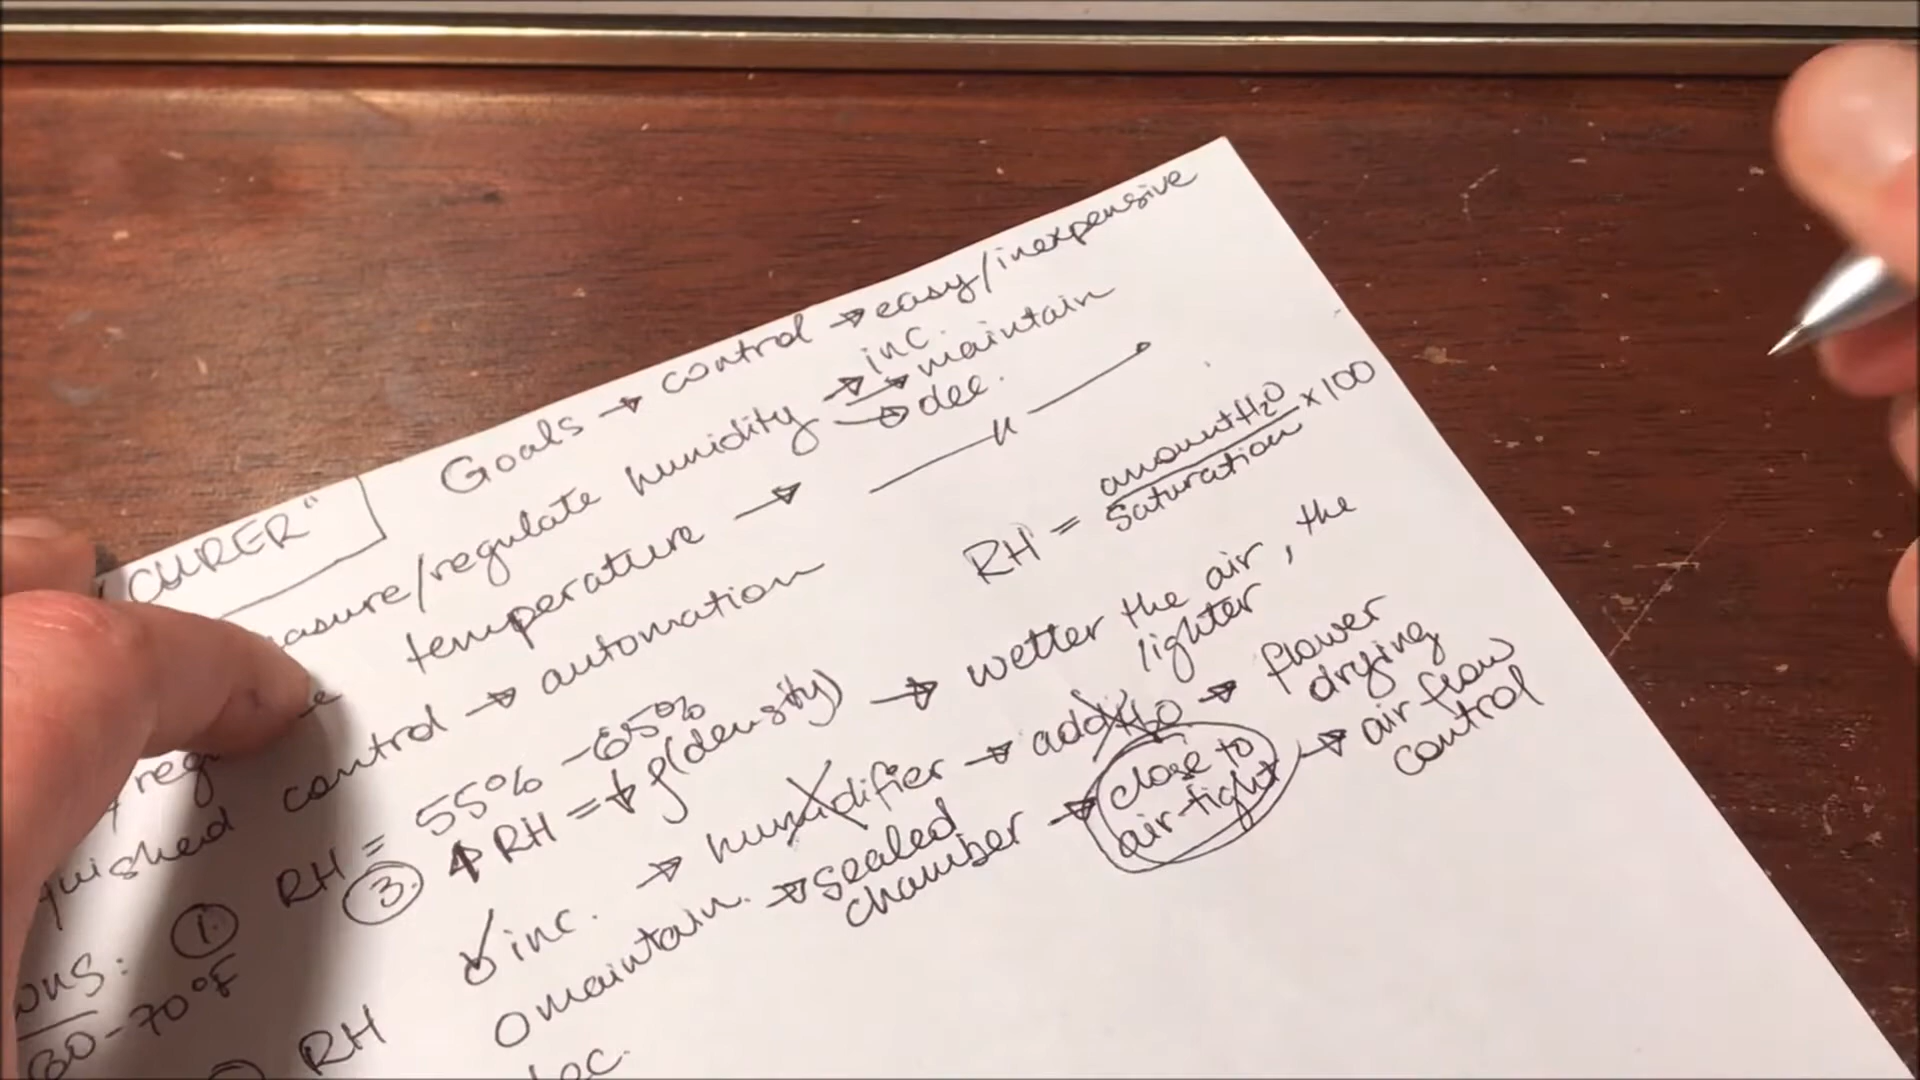 "CURER"
Goals → control → easy/inexpensive
measure/regulate humidity → inc
→ maintain
→ dec.
temperature → —— " ——
control → automation
RH = amount H2O / saturation x 100
RH = 55% - 65%
3. ↑ RH = ↓ ρ (density) → wetter the air, the
lighter
inc. → humidifier → add H2O → flower
drying
maintain. → sealed
chamber → close to
air-tight → air flow
control
1.
60-70°F
RH
dec.